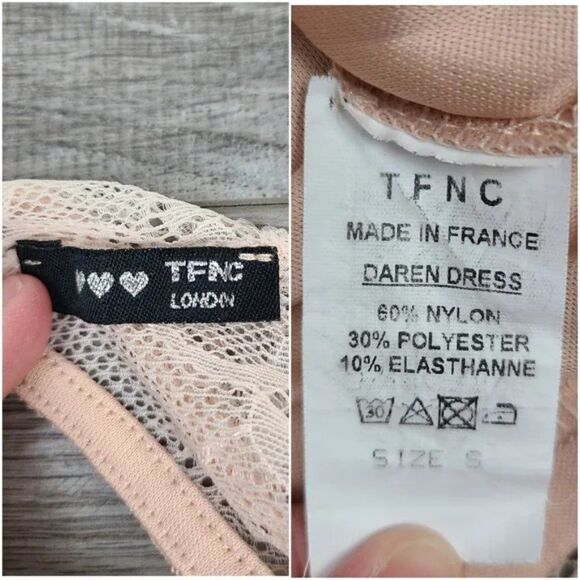 TFNC
LONDON
TFNC
MADE IN FRANCE
DAREN DRESS
60% NYLON
30% POLYESTER
10% ELASTHANNE
30
SIZE S